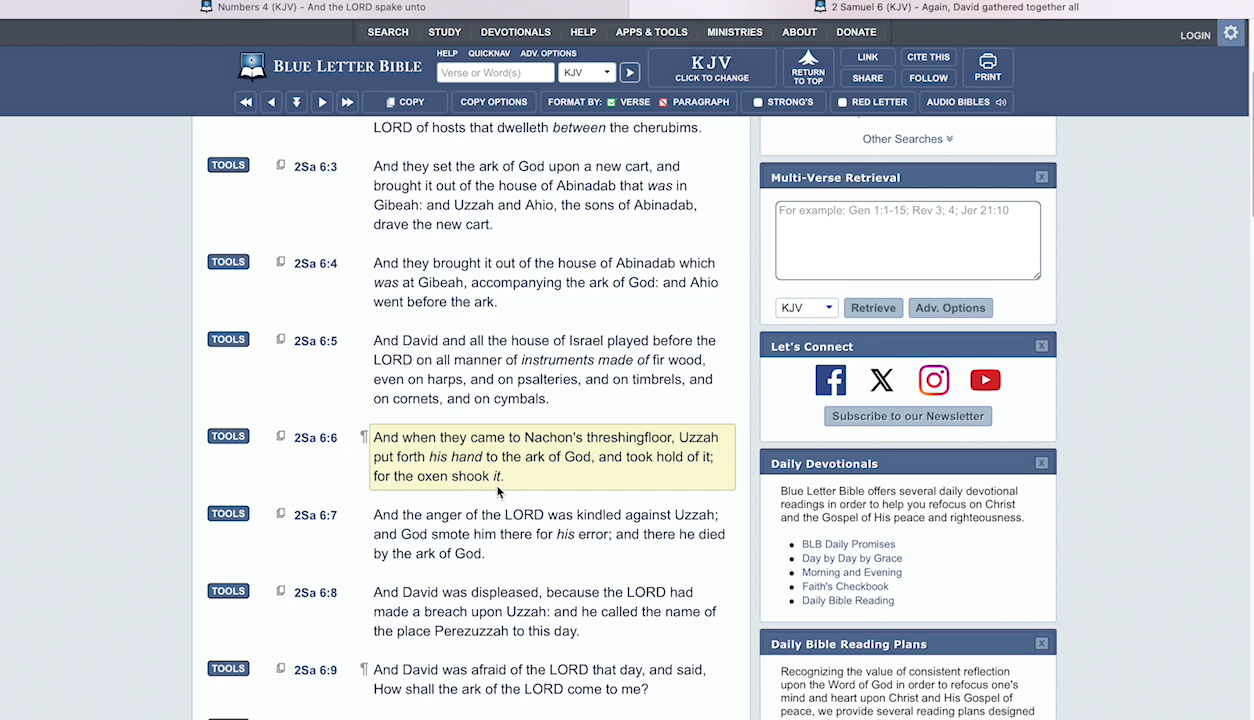 Numbers 4 (KJV) - And the LORD spake unto
2 Samuel 6 (KJV) - Again, David gathered together all
SEARCH STUDY DEVOTIONALS HELP APPS & TOOLS MINISTRIES ABOUT DONATE
LOGIN
BLUE LETTER BIBLE
HELP QUICKNAV ADV. OPTIONS
Verse or Word(s)
KJV
KJV
CLICK TO CHANGE
RETURN
TO TOP
LINK
CITE THIS
SHARE
FOLLOW
PRINT
COPY
COPY OPTIONS
FORMAT BY: VERSE PARAGRAPH
STRONG'S
RED LETTER
AUDIO BIBLES
LORD of hosts that dwelleth between the cherubims.
TOOLS 2Sa 6:3 And they set the ark of God upon a new cart, and
brought it out of the house of Abinadab that was in
Gibeah: and Uzzah and Ahio, the sons of Abinadab,
drave the new cart.
TOOLS 2Sa 6:4 And they brought it out of the house of Abinadab which
was at Gibeah, accompanying the ark of God: and Ahio
went before the ark.
TOOLS 2Sa 6:5 And David and all the house of Israel played before the
LORD on all manner of instruments made of fir wood,
even on harps, and on psalteries, and on timbrels, and
on cornets, and on cymbals.
TOOLS 2Sa 6:6 ¶ And when they came to Nachon's threshingfloor, Uzzah
put forth his hand to the ark of God, and took hold of it;
for the oxen shook it.
TOOLS 2Sa 6:7 And the anger of the LORD was kindled against Uzzah;
and God smote him there for his error; and there he died
by the ark of God.
TOOLS 2Sa 6:8 And David was displeased, because the LORD had
made a breach upon Uzzah: and he called the name of
the place Perezuzzah to this day.
TOOLS 2Sa 6:9 ¶ And David was afraid of the LORD that day, and said,
How shall the ark of the LORD come to me?
Other Searches
Multi-Verse Retrieval
For example: Gen 1:1-15; Rev 3; 4; Jer 21:10
KJV Retrieve Adv. Options
Let's Connect
Subscribe to our Newsletter
Daily Devotionals
Blue Letter Bible offers several daily devotional
readings in order to help you refocus on Christ
and the Gospel of His peace and righteousness.
• BLB Daily Promises
• Day by Day by Grace
• Morning and Evening
• Faith's Checkbook
• Daily Bible Reading
Daily Bible Reading Plans
Recognizing the value of consistent reflection
upon the Word of God in order to refocus one's
mind and heart upon Christ and His Gospel of
peace, we provide several reading plans designed